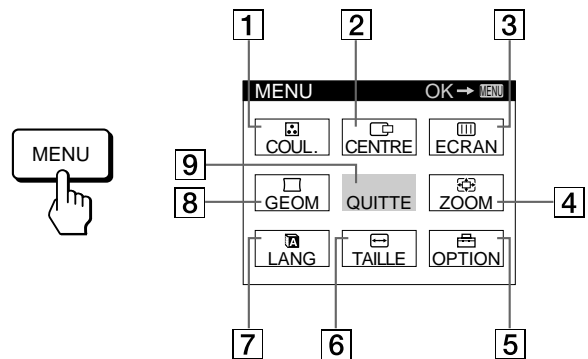 1 2 3
MENU OK → MENU
COUL. CENTRE ECRAN
MENU
9
GEOM QUITTE ZOOM
8 4
LANG TAILLE OPTION
7 6 5